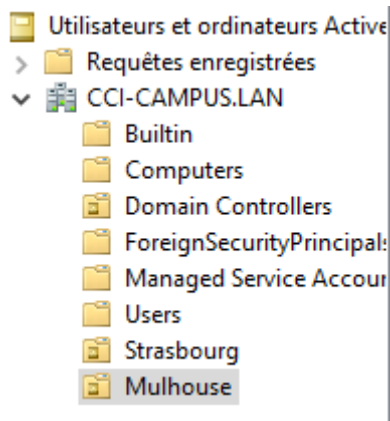 Utilisateurs et ordinateurs Active
Requêtes enregistrées
CCI-CAMPUS.LAN
Builtin
Computers
Domain Controllers
ForeignSecurityPrincipals
Managed Service Accour
Users
Strasbourg
Mulhouse